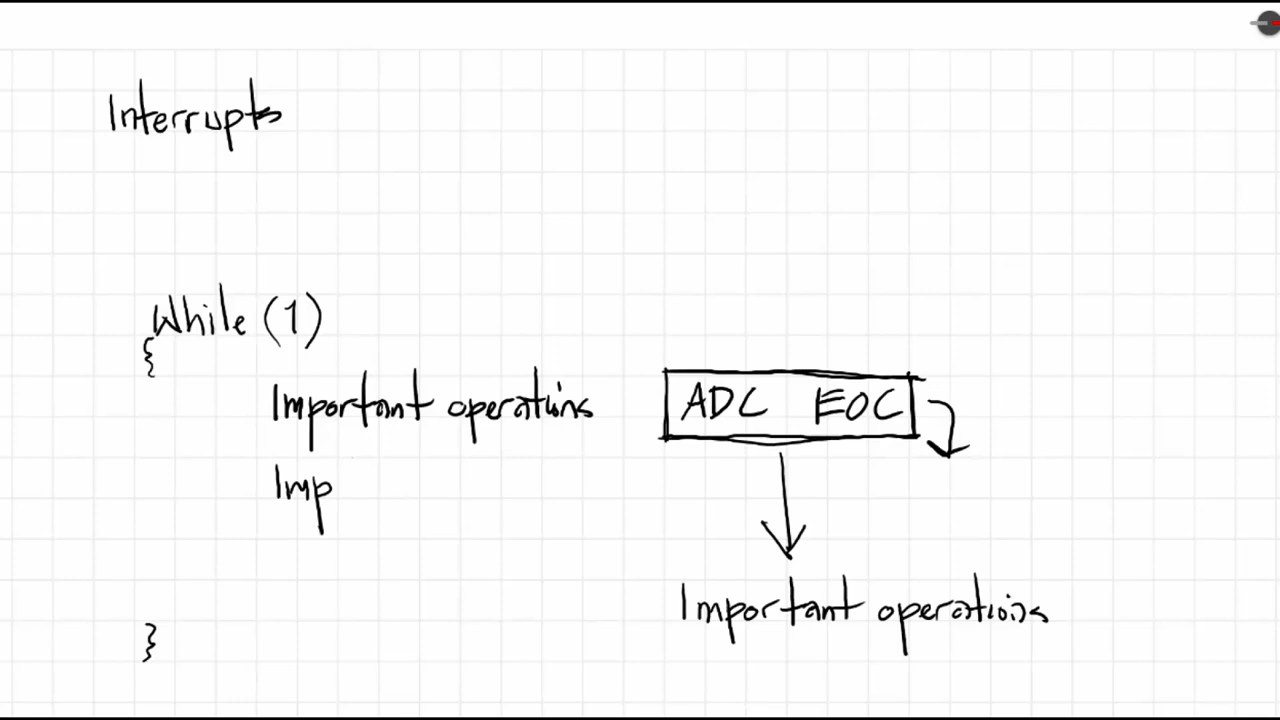 Interrupts
While (1)
{
Important operations
ADC EOC
Imp
Important operations
}